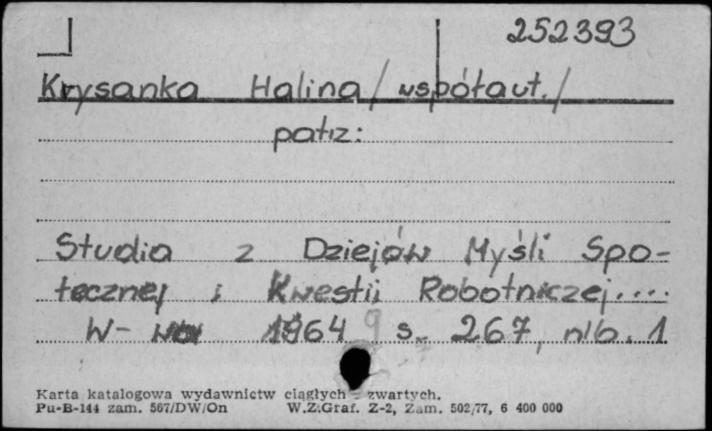 252393
Krysanka Halina /współaut./
patrz:
Studia z Dziejów Myśli Spo-
łecznej i Kwestii Robotniczej....
W- 1964 s. 267, nlb. 1
Karta katalogowa wydawnictw ciągłych - zwartych.
Pu-B-144 zam. 567/DW/On W.Z.Graf. Z-2, Zam. 502/77, 6 400 000